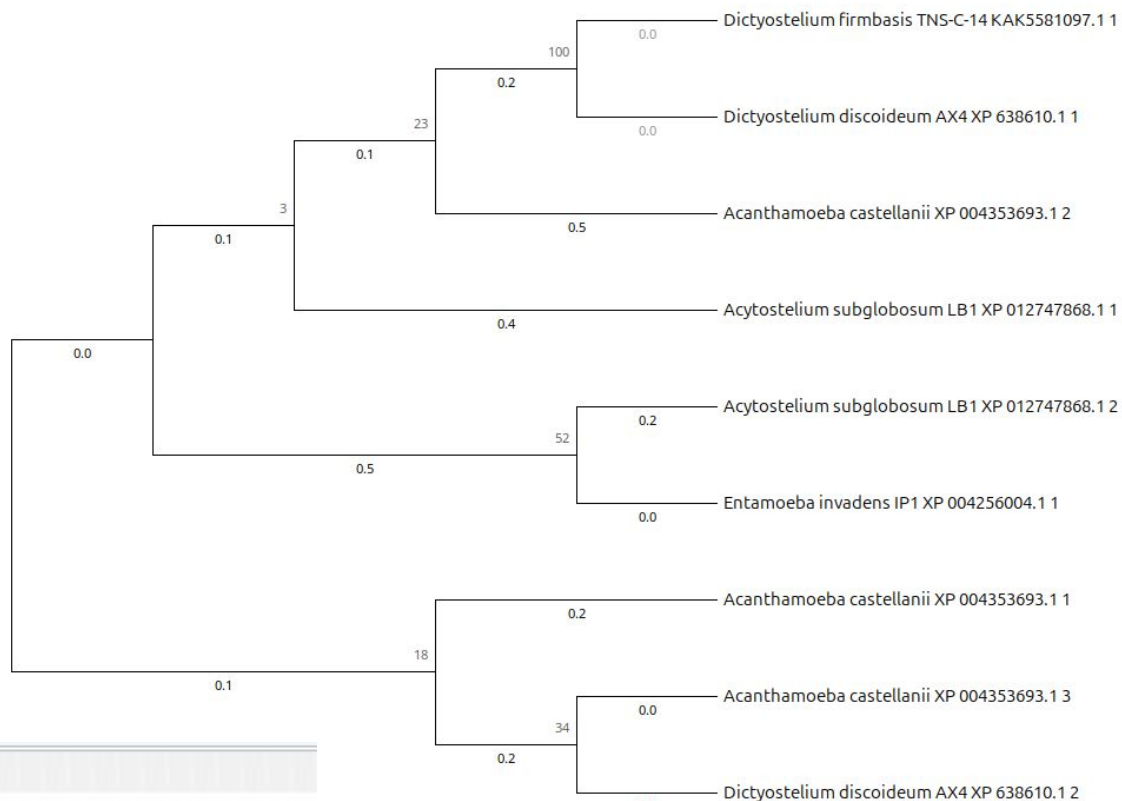 Dictyostelium firmbasis TNS-C-14 KAK5581097.1 1
0.0
100
0.2
Dictyostelium discoideum AX4 XP 638610.1 1
23
0.0
0.1
3
Acanthamoeba castellanii XP 004353693.1 2
0.5
0.1
Acytostelium subglobosum LB1 XP 012747868.1 1
0.4
0.0
Acytostelium subglobosum LB1 XP 012747868.1 2
0.2
52
0.5
Entamoeba invadens IP1 XP 004256004.1 1
0.0
Acanthamoeba castellanii XP 004353693.1 1
0.2
18
0.1
Acanthamoeba castellanii XP 004353693.1 3
0.0
34
0.2
Dictyostelium discoideum AX4 XP 638610.1 2